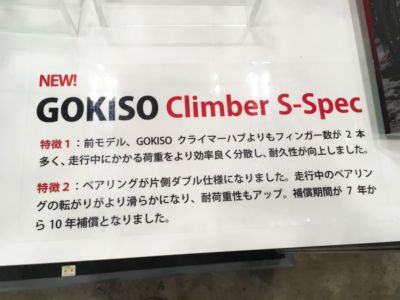 NEW!
GOKISO Climber S-Spec
特徴1：前モデル、GOKISO クライマーハブよりもフィンガー数が 2 本
多く、走行中にかかる荷重をより効率良く分散し、耐久性が向上しました。
特徴2：ベアリングが片側ダブル仕様になりました。走行中のベアリン
グの転がりがより滑らかになり、耐荷重性もアップ。補償期間が 7 年か
ら 10 年補償となりました。